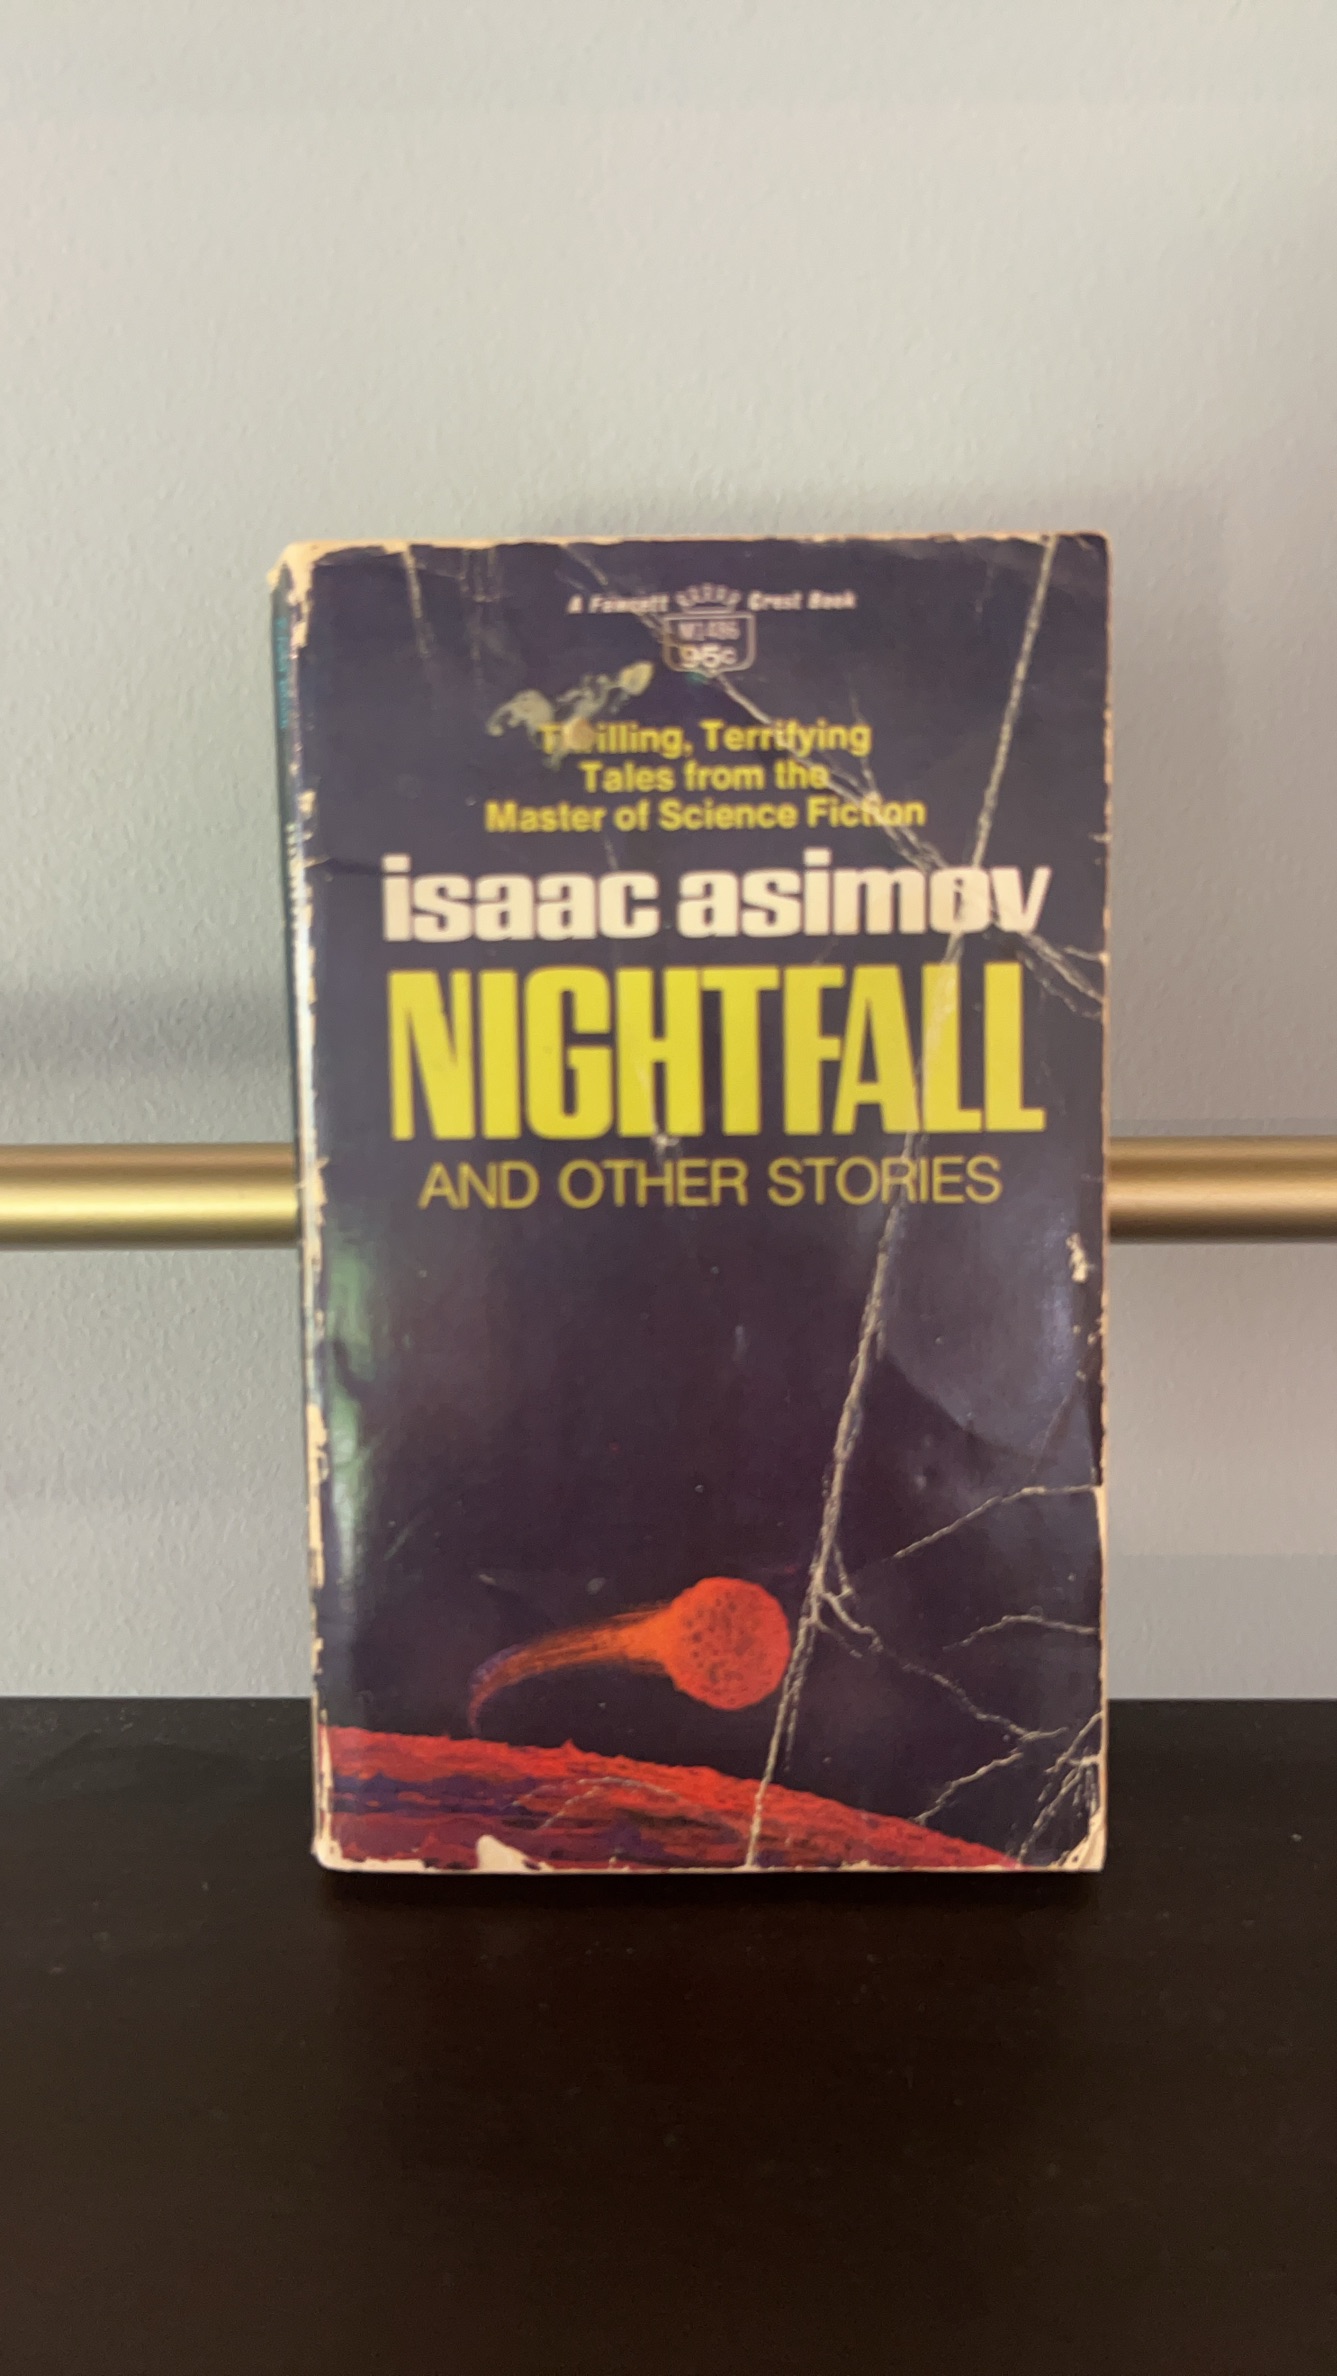 A Fawcett Crest Book
M1486
95¢
Thrilling, Terrifying
Tales from the
Master of Science Fiction
isaac asimov
NIGHTFALL
AND OTHER STORIES